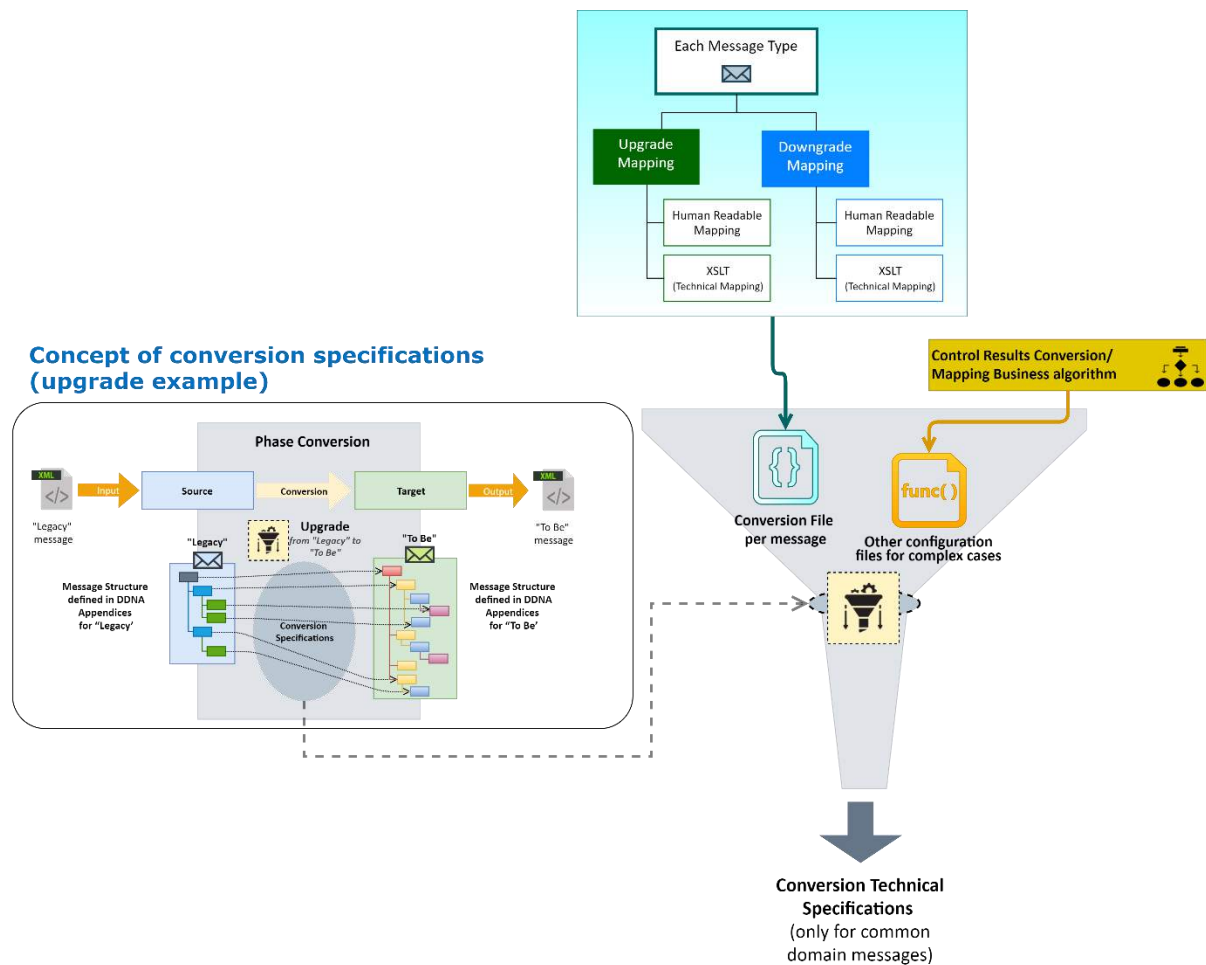 Each Message Type
Upgrade
Mapping
Downgrade
Mapping
Human Readable
Mapping
Human Readable
Mapping
XSLT
(Technical Mapping)
XSLT
(Technical Mapping)
Concept of conversion specifications
(upgrade example)
Control Results Conversion/
Mapping Business algorithm
Phase Conversion
XML
</>
"Legacy"
message
Input
Source
Conversion
Target
Output
XML
</>
"To Be"
message
Upgrade
from "Legacy" to
"To Be"
"Legacy"
"To Be"
Message Structure
defined in DDNA
Appendices
for "Legacy'
Conversion
Specifications
Message Structure
defined in DDNA
Appendices
for "To Be'
{}
Conversion File
per message
func()
Other configuration
files for complex cases
Conversion Technical
Specifications
(only for common
domain messages)